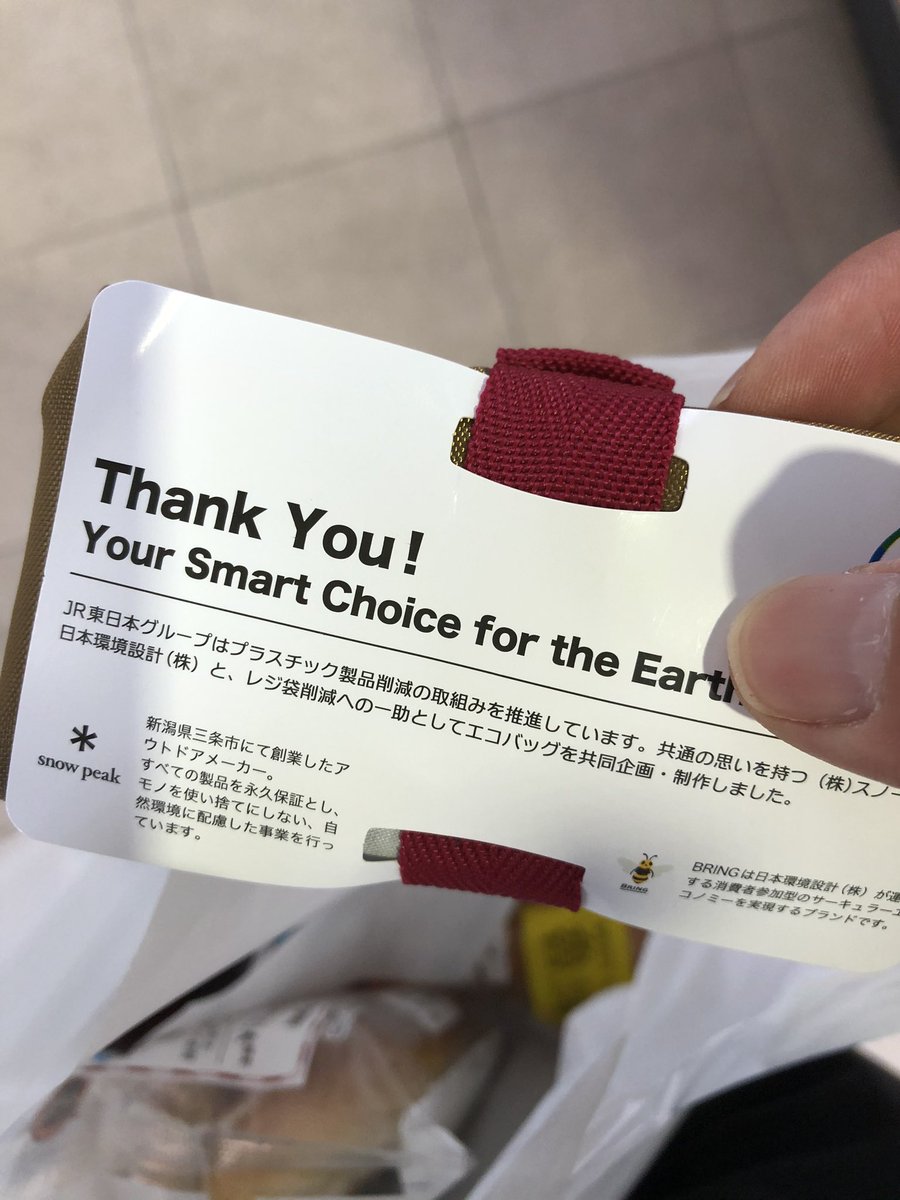 Thank You!
Your Smart Choice for the Earth
JR東日本グループはプラスチック製品削減の取組みを推進しています。共通の思いを持つ(株)スノー
日本環境設計(株)と、レジ袋削減への一助としてエコバッグを共同企画・制作しました。
snow peak
新潟県三条市にて創業したア
ウトドアメーカー。
すべての製品を永久保証とし、
モノを使い捨てにしない、自
然環境に配慮した事業を行っ
ています。
BRING
BRINGは日本環境設計(株)が運
する消費者参加型のサーキュラーエ
コノミーを実現するブランドです。